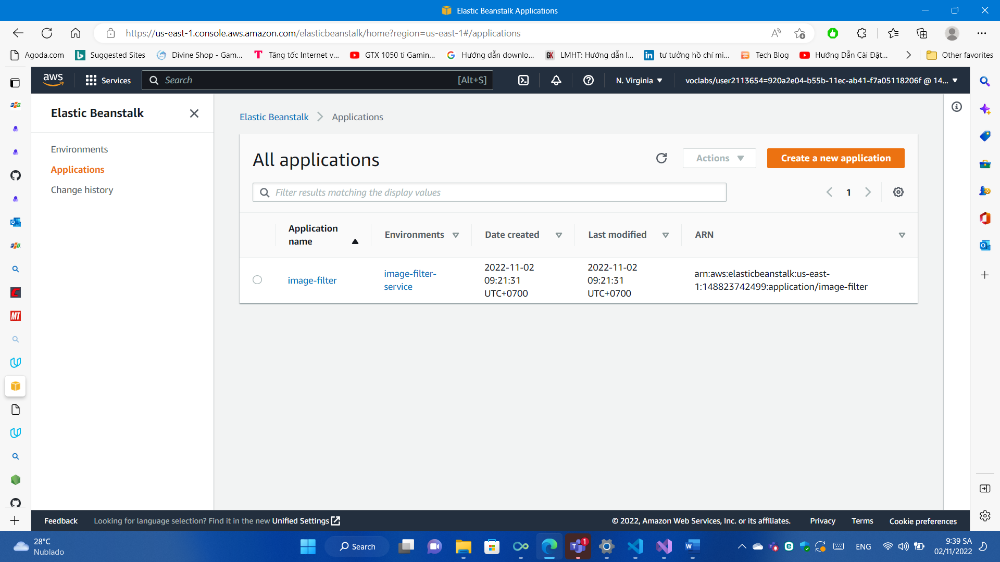 Elastic Beanstalk Applications
https://us-east-1.console.aws.amazon.com/elasticbeanstalk/home?region=us-east-1#/applications
Agoda.com
Suggested Sites
Divine Shop - Gam...
Tăng tốc Internet v...
GTX 1050 ti Gamin...
Hướng dẫn downlo...
LMHT: Hướng dẫn l...
tư tưởng hồ chí mi...
Tech Blog
Hướng Dẫn Cài Đặt...
Other favorites
aws
Services
Search
[Alt+S]
N. Virginia
voclabs/user2113654=920a2e04-b55b-11ec-ab41-f7a05118206f @ 14...
Elastic Beanstalk
Environments
Applications
Change history
Elastic Beanstalk
Applications
All applications
Actions
Create a new application
Filter results matching the display values
1
Application
name
Environments
Date created
Last modified
ARN
image-filter
image-filter-
service
2022-11-02
09:21:31
UTC+0700
2022-11-02
09:21:31
UTC+0700
arn:aws:elasticbeanstalk:us-east-
1:148823742499:application/image-filter
Feedback
Looking for language selection? Find it in the new Unified Settings
© 2022, Amazon Web Services, Inc. or its affiliates.
Privacy
Terms
Cookie preferences
28°C
Nublado
Search
1
ENG
9:39 SA
02/11/2022